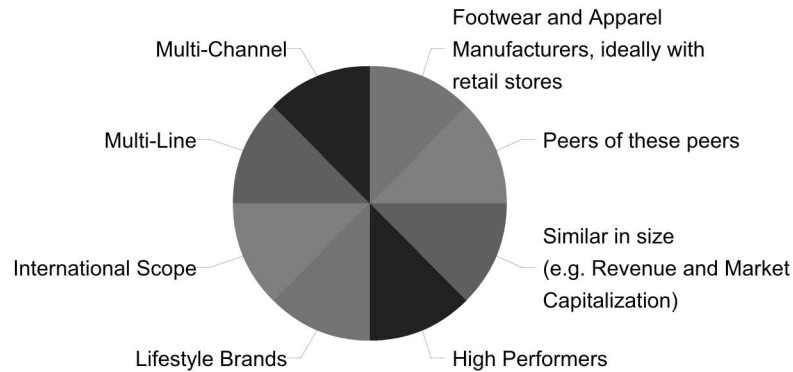 Footwear and Apparel
Manufacturers, ideally with
retail stores
Peers of these peers
Similar in size
(e.g. Revenue and Market
Capitalization)
High Performers
Lifestyle Brands
International Scope
Multi-Line
Multi-Channel